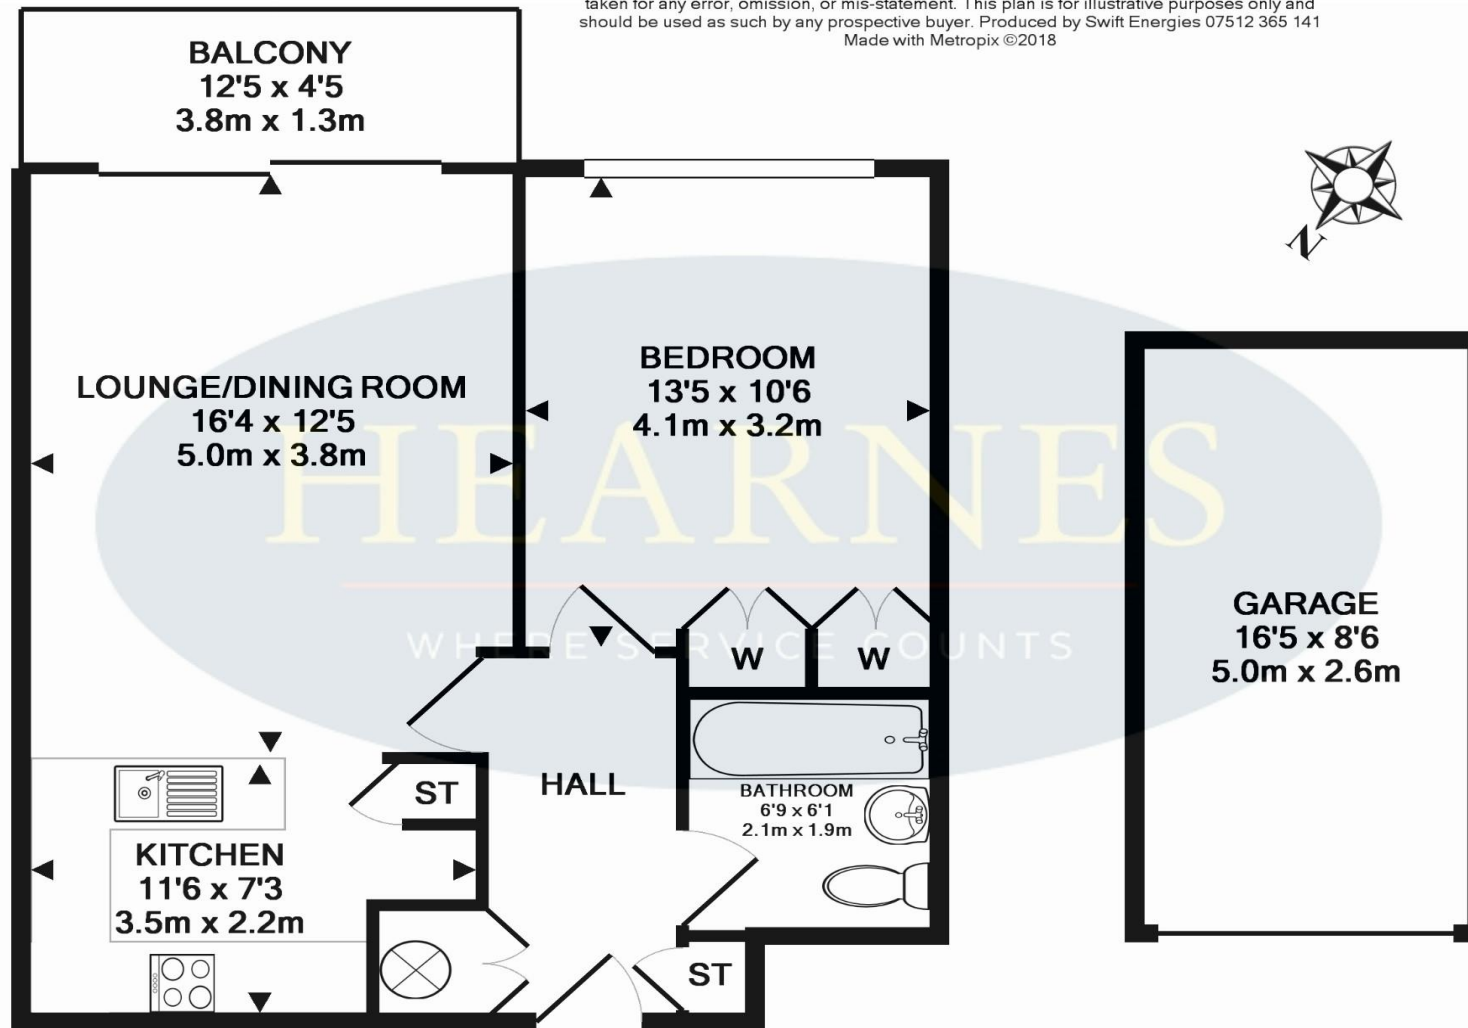 taken for any error, omission, or mis-statement. This plan is for illustrative purposes only and
should be used as such by any prospective buyer. Produced by Swift Energies 07512 365 141
Made with Metropix ©2018
BALCONY
12'5 x 4'5
3.8m x 1.3m
N
LOUNGE/DINING ROOM
16'4 x 12'5
5.0m x 3.8m
BEDROOM
13'5 x 10'6
4.1m x 3.2m
HEARNES
WHERE SERVICE COUNTS
W
W
GARAGE
16'5 x 8'6
5.0m x 2.6m
HALL
ST
BATHROOM
6'9 x 6'1
2.1m x 1.9m
KITCHEN
11'6 x 7'3
3.5m x 2.2m
ST